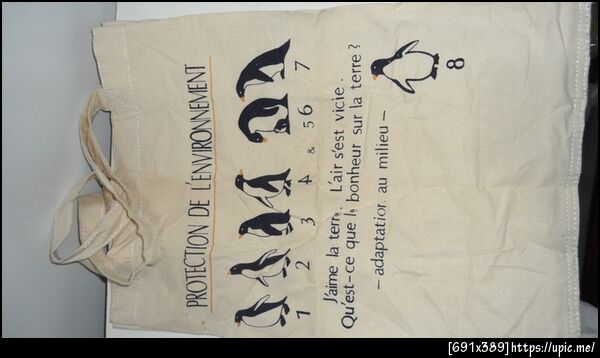 PROTECTION DE L'ENVIRONNEMENT
1 2 3 4 & 5 6 7
J'aime la terre. L'air s'est vicie.
Qu'est-ce que le bonheur sur la terre ?
— adaptation au milieu —
8
[691x389]https://upic.me/